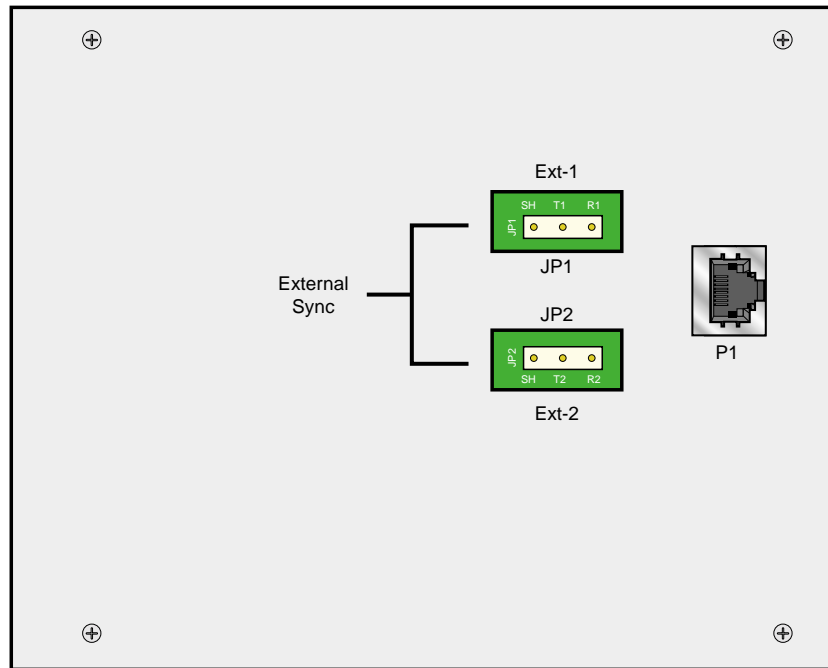 Ext-1
SH T1 R1
JP1
JP1
External
Sync
JP2
JP2
SH T2 R2
Ext-2
P1